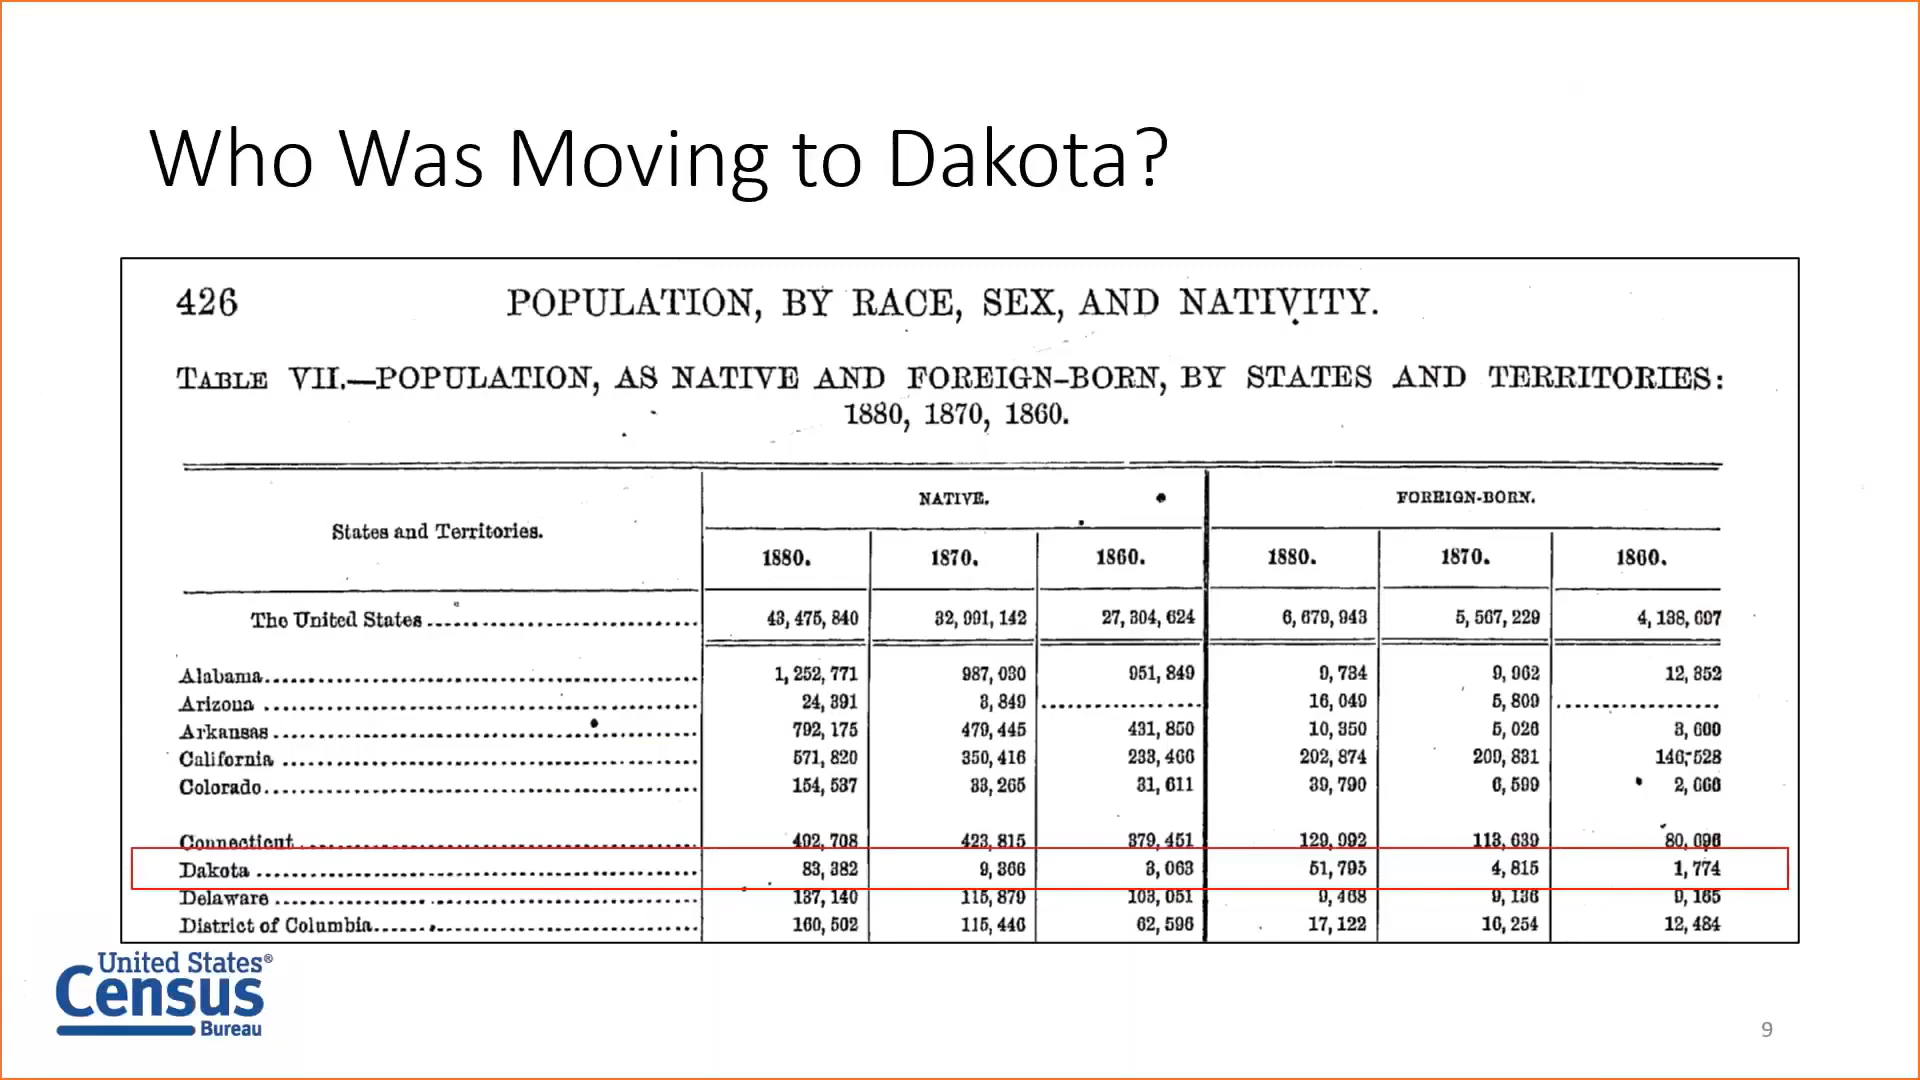 Who Was Moving to Dakota?
426 POPULATION, BY RACE, SEX, AND NATIVITY.
TABLE VII.—POPULATION, AS NATIVE AND FOREIGN-BORN, BY STATES AND TERRITORIES:
1880, 1870, 1860.
States and Territories. NATIVE. FOREIGN-BORN.
1880. 1870. 1860. 1880. 1870. 1860.
The United States 43,475,840 32,991,142 27,304,624 6,679,943 5,567,229 4,138,697
Alabama 1,252,771 987,030 951,849 9,734 9,962 12,352
Arizona 24,391 3,849 16,049 5,809
Arkansas 792,175 479,445 431,850 10,350 5,026 3,600
California 571,820 350,416 233,466 292,874 209,831 146,528
Colorado 154,537 33,265 31,611 39,790 6,599 2,666
Connecticut 492,708 423,815 379,451 129,992 113,639 80,696
Dakota 83,382 9,366 3,063 51,795 4,815 1,774
Delaware 137,140 115,879 103,051 9,468 9,136 9,165
District of Columbia 160,502 115,446 62,596 17,122 16,254 12,484
United States®
Census
Bureau
9